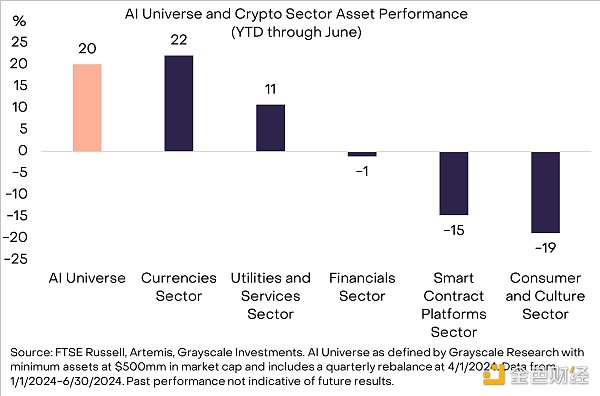 AI Universe and Crypto Sector Asset Performance
(YTD through June)
%
25
20
15
10
5
0
-5
-10
-15
-20
-25
20
22
11
-1
-15
-19
AI Universe
Currencies Sector
Utilities and Services Sector
Financials Sector
Smart Contract Platforms Sector
Consumer and Culture Sector
Source: FTSE Russell, Artemis, Grayscale Investments. AI Universe as defined by Grayscale Research with
minimum assets at $500mm in market cap and includes a quarterly rebalance at 4/1/2024. Data from
1/1/2024-6/30/2024. Past performance not indicative of future results.
金色财经